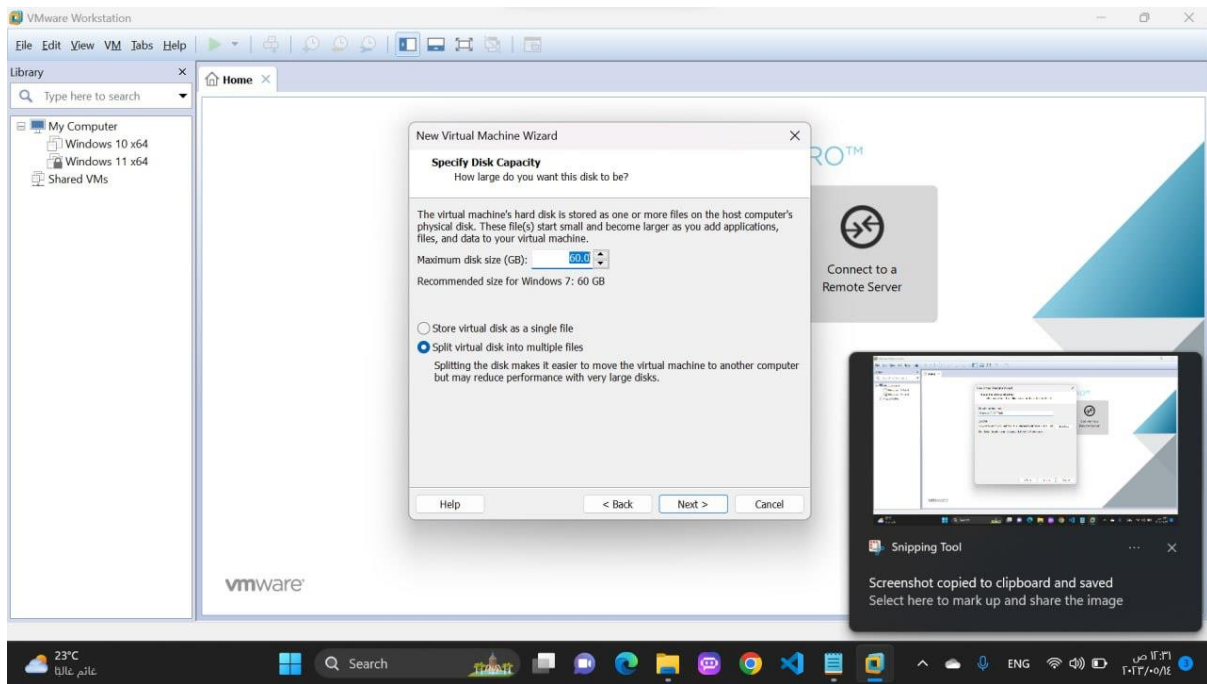 VMware Workstation
File Edit View VM Tabs Help
Library
Type here to search
My Computer
Windows 10 x64
Windows 11 x64
Shared VMs
Home
RO™
New Virtual Machine Wizard
Specify Disk Capacity
How large do you want this disk to be?
The virtual machine's hard disk is stored as one or more files on the host computer's
physical disk. These file(s) start small and become larger as you add applications,
files, and data to your virtual machine.
Maximum disk size (GB): 60.0
Recommended size for Windows 7: 60 GB
Store virtual disk as a single file
Split virtual disk into multiple files
Splitting the disk makes it easier to move the virtual machine to another computer
but may reduce performance with very large disks.
Help < Back Next > Cancel
Connect to a
Remote Server
Snipping Tool
Screenshot copied to clipboard and saved
Select here to mark up and share the image
vmware
23°C
غائم غالبًا
Search
ENG
١٢:٣١ ص
٢٠٢٣/٠٥/١٤
3